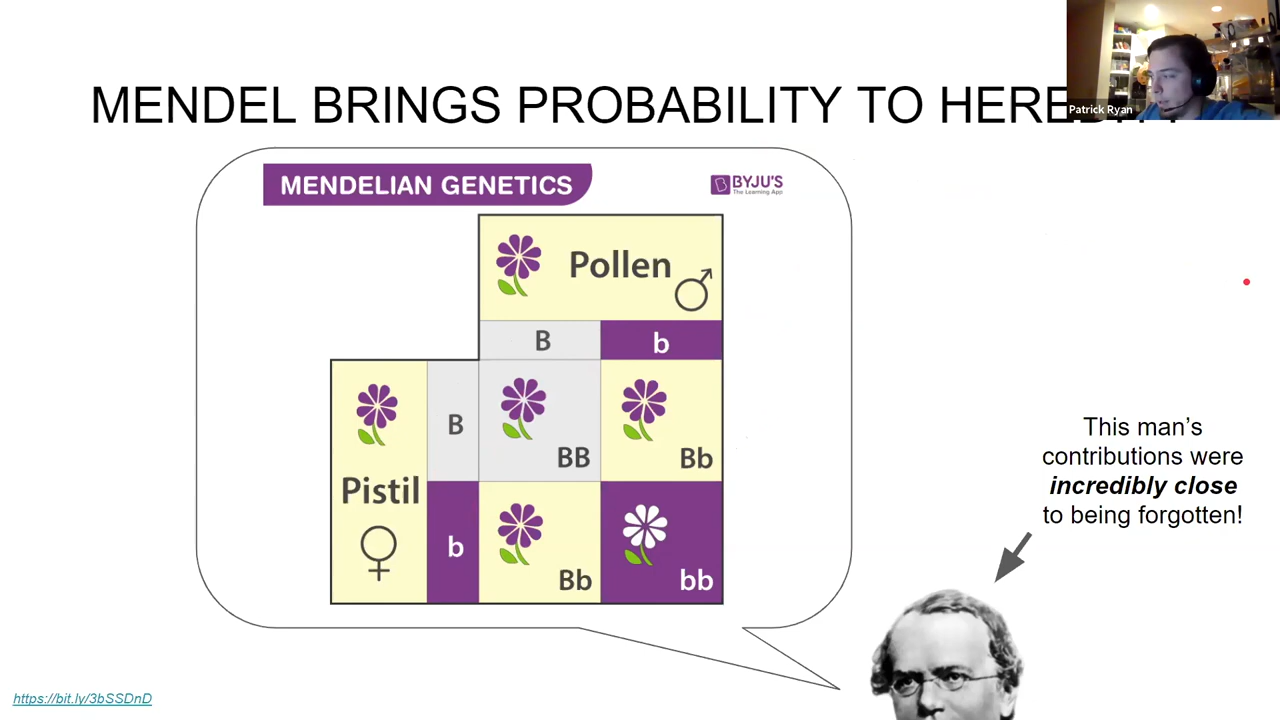 Patrick Ryan
MENDEL BRINGS PROBABILITY TO
MENDELIAN GENETICS
BYJU'S
The Learning App
Pollen
B b
B
BB Bb
Pistil
b
Bb bb
This man's
contributions were
incredibly close
to being forgotten!
https://bit.ly/3bSSDnD